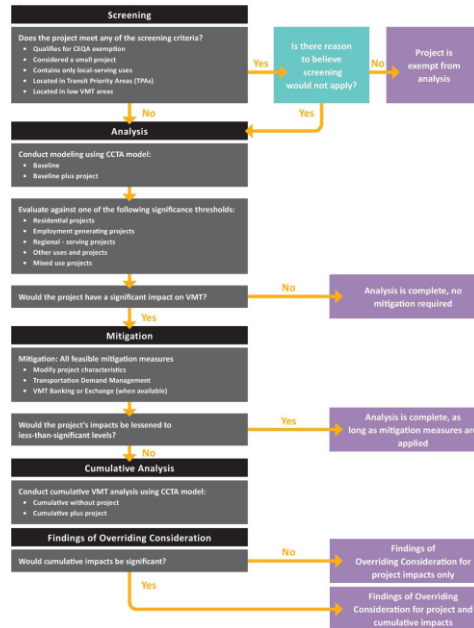 Screening
Does the project meet any of the screening criteria?
• Qualifies for CEQA exemption
• Considered a small project
• Contains only local-serving uses
• Located in Transit Priority Areas (TPAs)
• Located in low VMT areas
Yes
Is there reason
to believe
screening
would not apply?
No
Project is
exempt from
analysis
No
Yes
Analysis
Conduct modeling using CCTA model:
• Baseline
• Baseline plus project
Evaluate against one of the following significance thresholds:
• Residential projects
• Employment generating projects
• Regional - serving projects
• Other uses and projects
• Mixed use projects
Would the project have a significant impact on VMT?
No
Analysis is complete, no
mitigation required
Yes
Mitigation
Mitigation: All feasible mitigation measures
• Modify project characteristics
• Transportation Demand Management
• VMT Banking or Exchange (when available)
Would the project's impacts be lessened to
less-than-significant levels?
Yes
Analysis is complete, as
long as mitigation measures are
applied
No
Cumulative Analysis
Conduct cumulative VMT analysis using CCTA model:
• Cumulative without project
• Cumulative plus project
Findings of Overriding Consideration
Would cumulative impacts be significant?
No
Findings of
Overriding Consideration for
project impacts only
Yes
Findings of Overriding
Consideration for project and
cumulative impacts